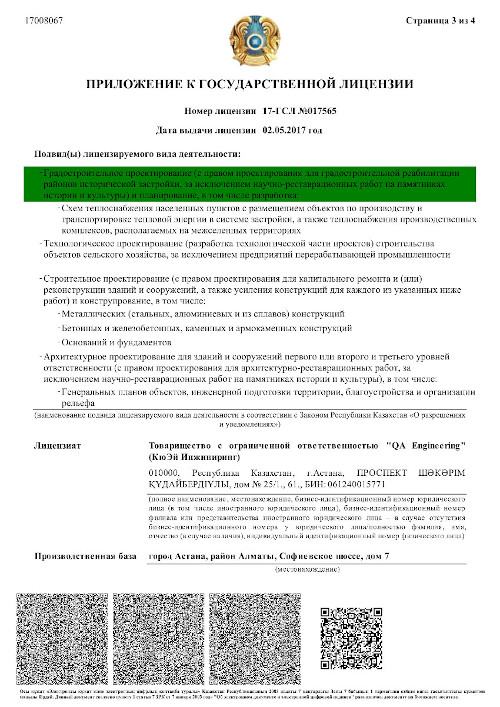 17008067
Страница 3 из 4
ПРИЛОЖЕНИЕ К ГОСУДАРСТВЕННОЙ ЛИЦЕНЗИИ
Номер лицензии 17-ГСЛ №017565
Дата выдачи лицензии 02.05.2017 год
Подвид(ы) лицензируемого вида деятельности:
-Градостроительное проектирование (с правом проектирования для градостроительной реабилитации
районов исторической застройки, за исключением научно-реставрационных работ на памятниках
истории и культуры) и планирование, в том числе разработка:
-Схем теплоснабжения населенных пунктов с размещением объектов по производству и
транспортировке тепловой энергии в системе застройки, а также теплоснабжения производственных
комплексов, располагаемых на межселенных территориях
-Технологическое проектирование (разработка технологической части проектов) строительства
объектов сельского хозяйства, за исключением предприятий перерабатывающей промышленности
-Строительное проектирование (с правом проектирования для капитального ремонта и (или)
реконструкции зданий и сооружений, а также усиления конструкций для каждого из указанных ниже
работ) и конструирование, в том числе:
-Металлических (стальных, алюминиевых и из сплавов) конструкций
-Бетонных и железобетонных, каменных и армокаменных конструкций
-Оснований и фундаментов
-Архитектурное проектирование для зданий и сооружений первого или второго и третьего уровней
ответственности (с правом проектирования для архитектурно-реставрационных работ, за
исключением научно-реставрационных работ на памятниках истории и культуры), в том числе:
-Генеральных планов объектов, инженерной подготовки территории, благоустройства и организации
рельефа
(наименование подвида лицензируемого вида деятельности в соответствии с Законом Республики Казахстан «О разрешениях
и уведомлениях»)
Лицензиат
Товарищество с ограниченной ответственностью "QA Engineering"
(КюЭй Инжиниринг)
010000, Республика Казахстан, г.Астана, ПРОСПЕКТ ШӘКӘРІМ
ҚҰДАЙБЕРДІҰЛЫ, дом № 25/1., 61., БИН: 061240015771
(полное наименование, местонахождение, бизнес-идентификационный номер юридического
лица (в том числе иностранного юридического лица), бизнес-идентификационный номер
филиала или представительства иностранного юридического лица – в случае отсутствия
бизнес-идентификационного номера у юридического лица/полностью фамилия, имя,
отчество (в случае наличия), индивидуальный идентификационный номер физического лица)
Производственная база
город Астана, район Алматы, Софиевское шоссе, дом 7
(местонахождение)